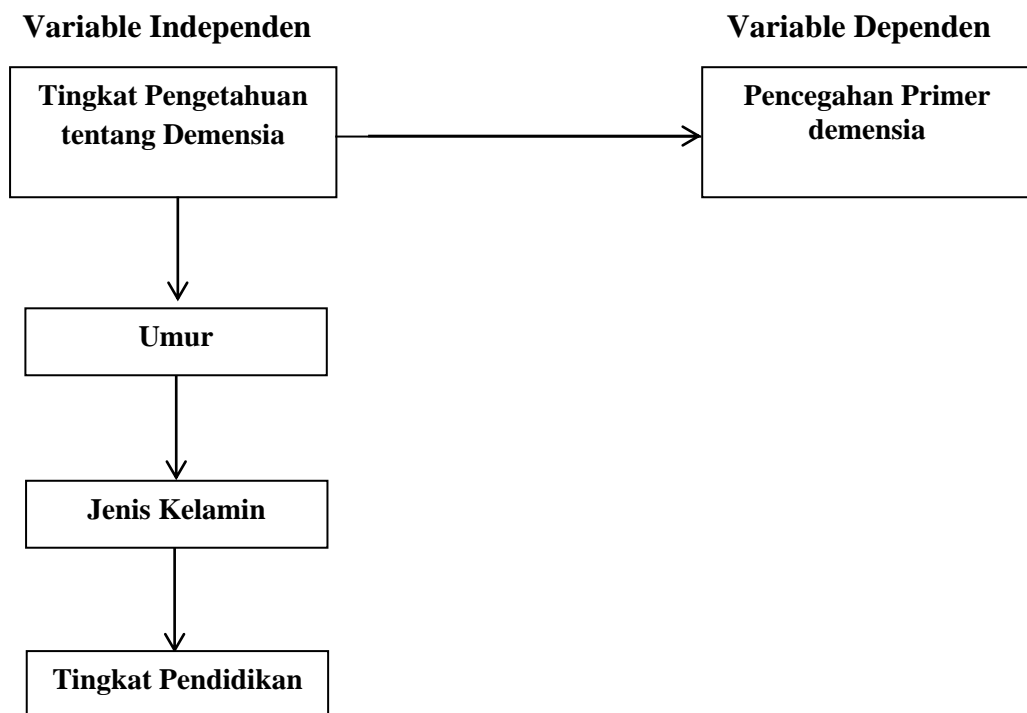 Variable Independen
Variable Dependen
Tingkat Pengetahuan
tentang Demensia
Pencegahan Primer
demensia
Umur
Jenis Kelamin
Tingkat Pendidikan